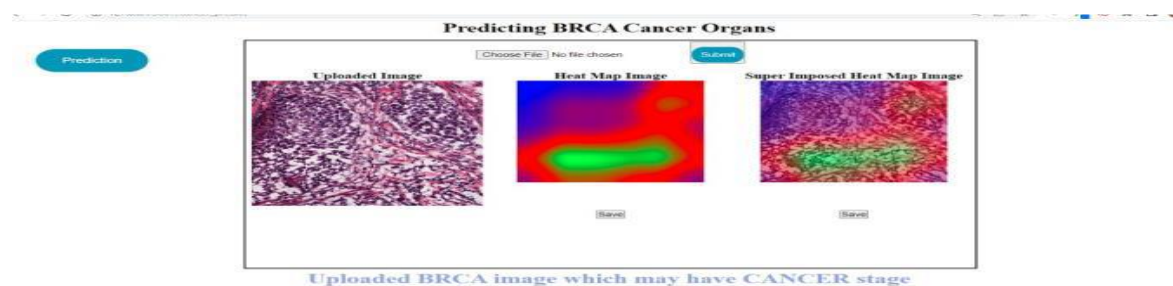 Predicting BRCA Cancer Organs
Prediction
Choose File No file chosen Submit
Uploaded Image Heat Map Image Super Imposed Heat Map Image
Save Save
Uploaded BRCA image which may have CANCER stage